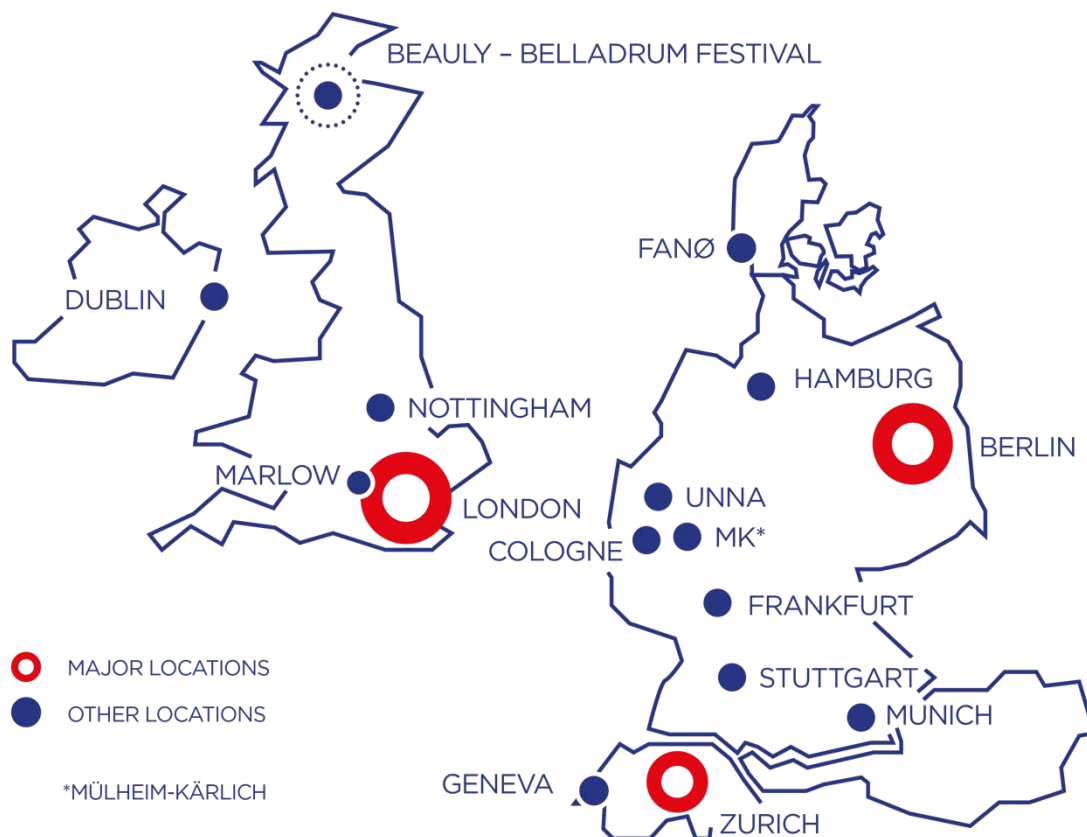 BEAULY – BELLADRUM FESTIVAL
FANØ
DUBLIN
HAMBURG
NOTTINGHAM
BERLIN
MARLOW
UNNA
LONDON
COLOGNE
MK*
FRANKFURT
MAJOR LOCATIONS
STUTTGART
OTHER LOCATIONS
MUNICH
GENEVA
*MÜLHEIM-KÄRLICH
ZURICH